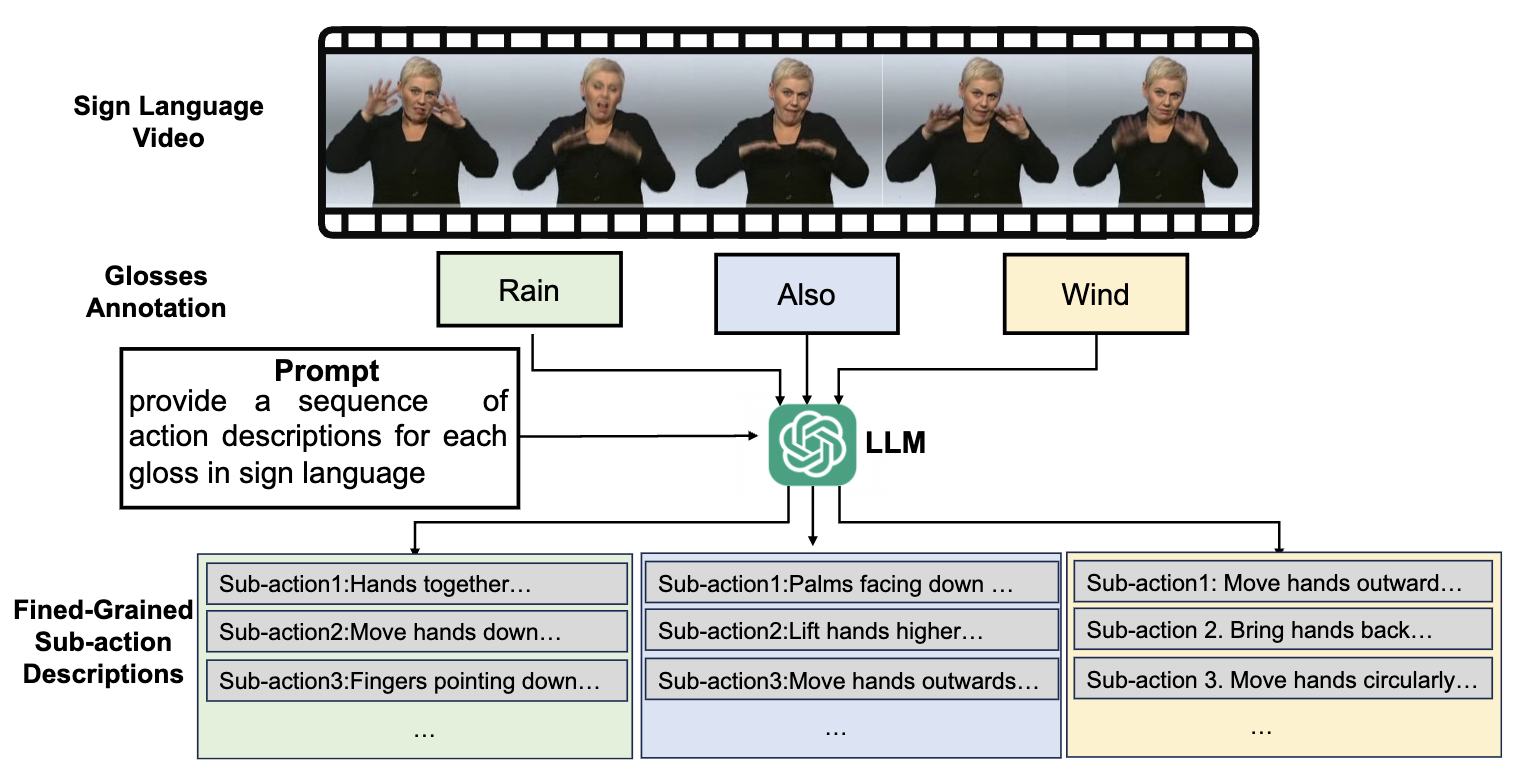 Sign Language
Video
Glosses
Annotation
Rain
Also
Wind
Prompt
provide a sequence of
action descriptions for each
gloss in sign language
LLM
Fined-Grained
Sub-action
Descriptions
Sub-action1:Hands together…
Sub-action2:Move hands down…
Sub-action3:Fingers pointing down…
…
Sub-action1:Palms facing down …
Sub-action2:Lift hands higher…
Sub-action3:Move hands outwards…
…
Sub-action1: Move hands outward…
Sub-action 2. Bring hands back…
Sub-action 3. Move hands circularly…
…